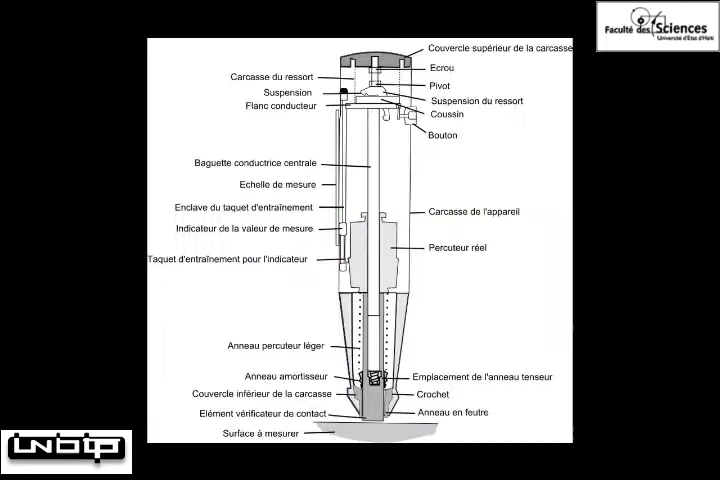 Faculté des Sciences
Université d'Etat d'Haïti
Couvercle supérieur de la carcasse
Ecrou
Carcasse du ressort
Pivot
Suspension
Suspension du ressort
Flanc conducteur
Coussin
Bouton
Baguette conductrice centrale
Echelle de mesure
Enclave du taquet d'entraînement
Carcasse de l'appareil
Indicateur de la valeur de mesure
Percuteur réel
Taquet d'entraînement pour l'indicateur
Anneau percuteur léger
Anneau amortisseur
Emplacement de l'anneau tenseur
Couvercle inférieur de la carcasse
Crochet
Elément vérificateur de contact
Anneau en feutre
Surface à mesurer